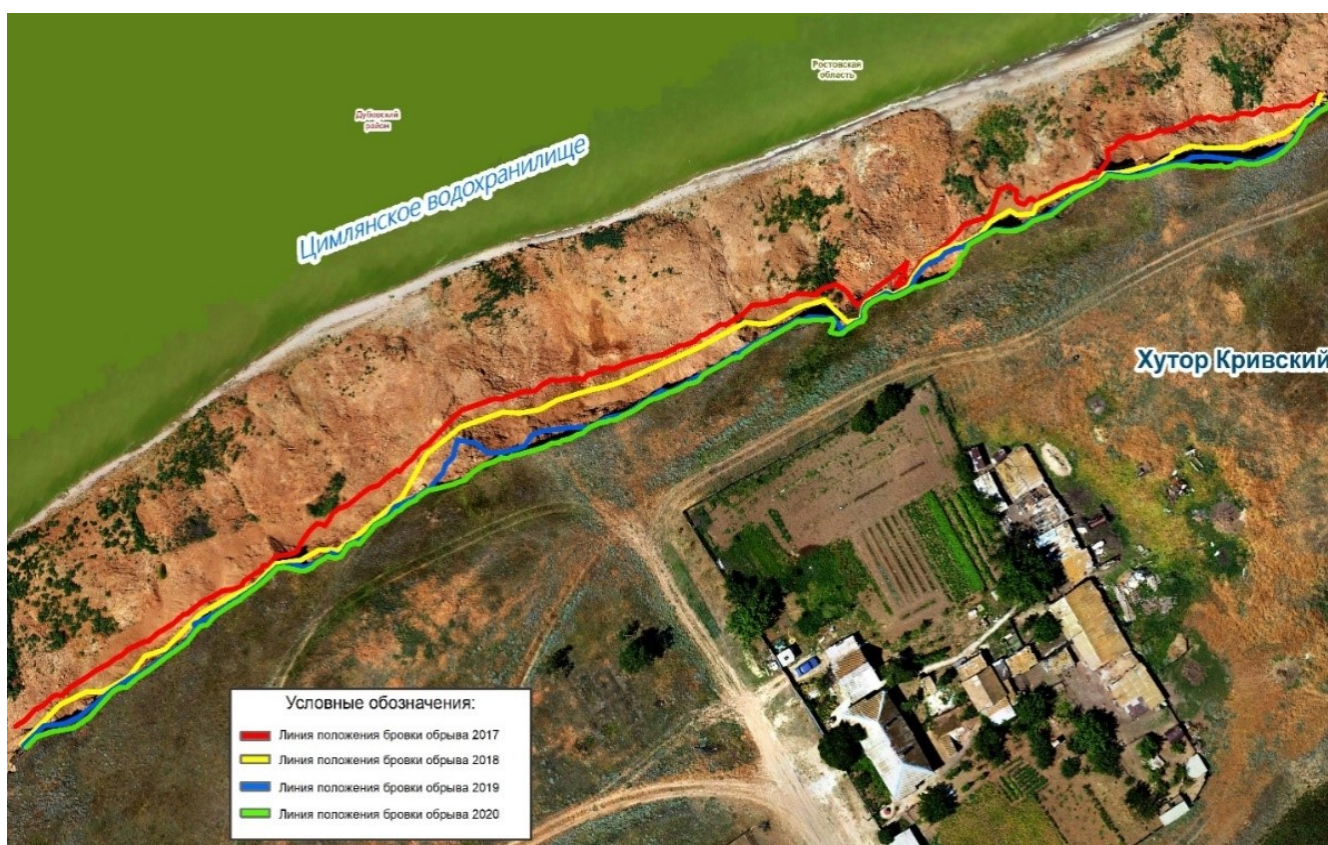 Ростовская
область
Дубовский
район
Цимлянское водохранилище
Хутор Кривский
Условные обозначения:
Линия положения бровки обрыва 2017
Линия положения бровки обрыва 2018
Линия положения бровки обрыва 2019
Линия положения бровки обрыва 2020